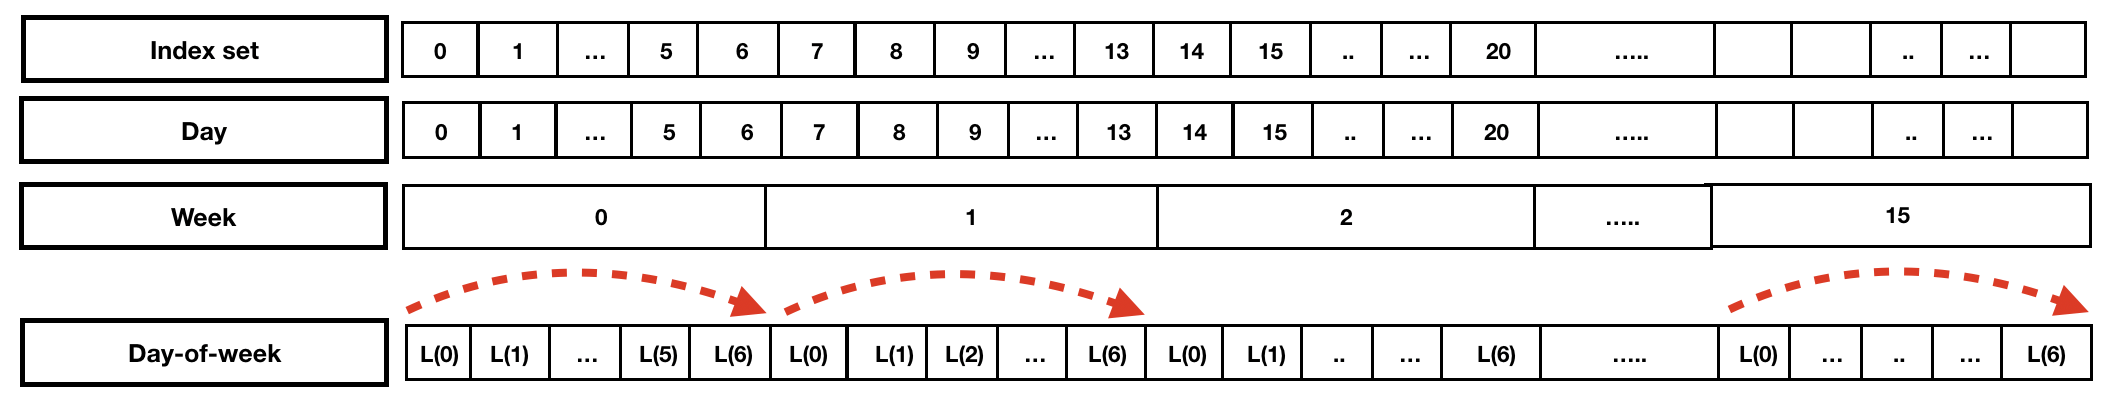 Index set 0 1 ... 5 6 7 8 9 ... 13 14 15 .. ... 20 ..... .. ...
Day 0 1 ... 5 6 7 8 9 ... 13 14 15 .. ... 20 ..... .. ...
Week 0 1 2 ..... 15
Day-of-week L(0) L(1) ... L(5) L(6) L(0) L(1) L(2) ... L(6) L(0) L(1) .. ... L(6) ..... L(0) ... .. ... L(6)